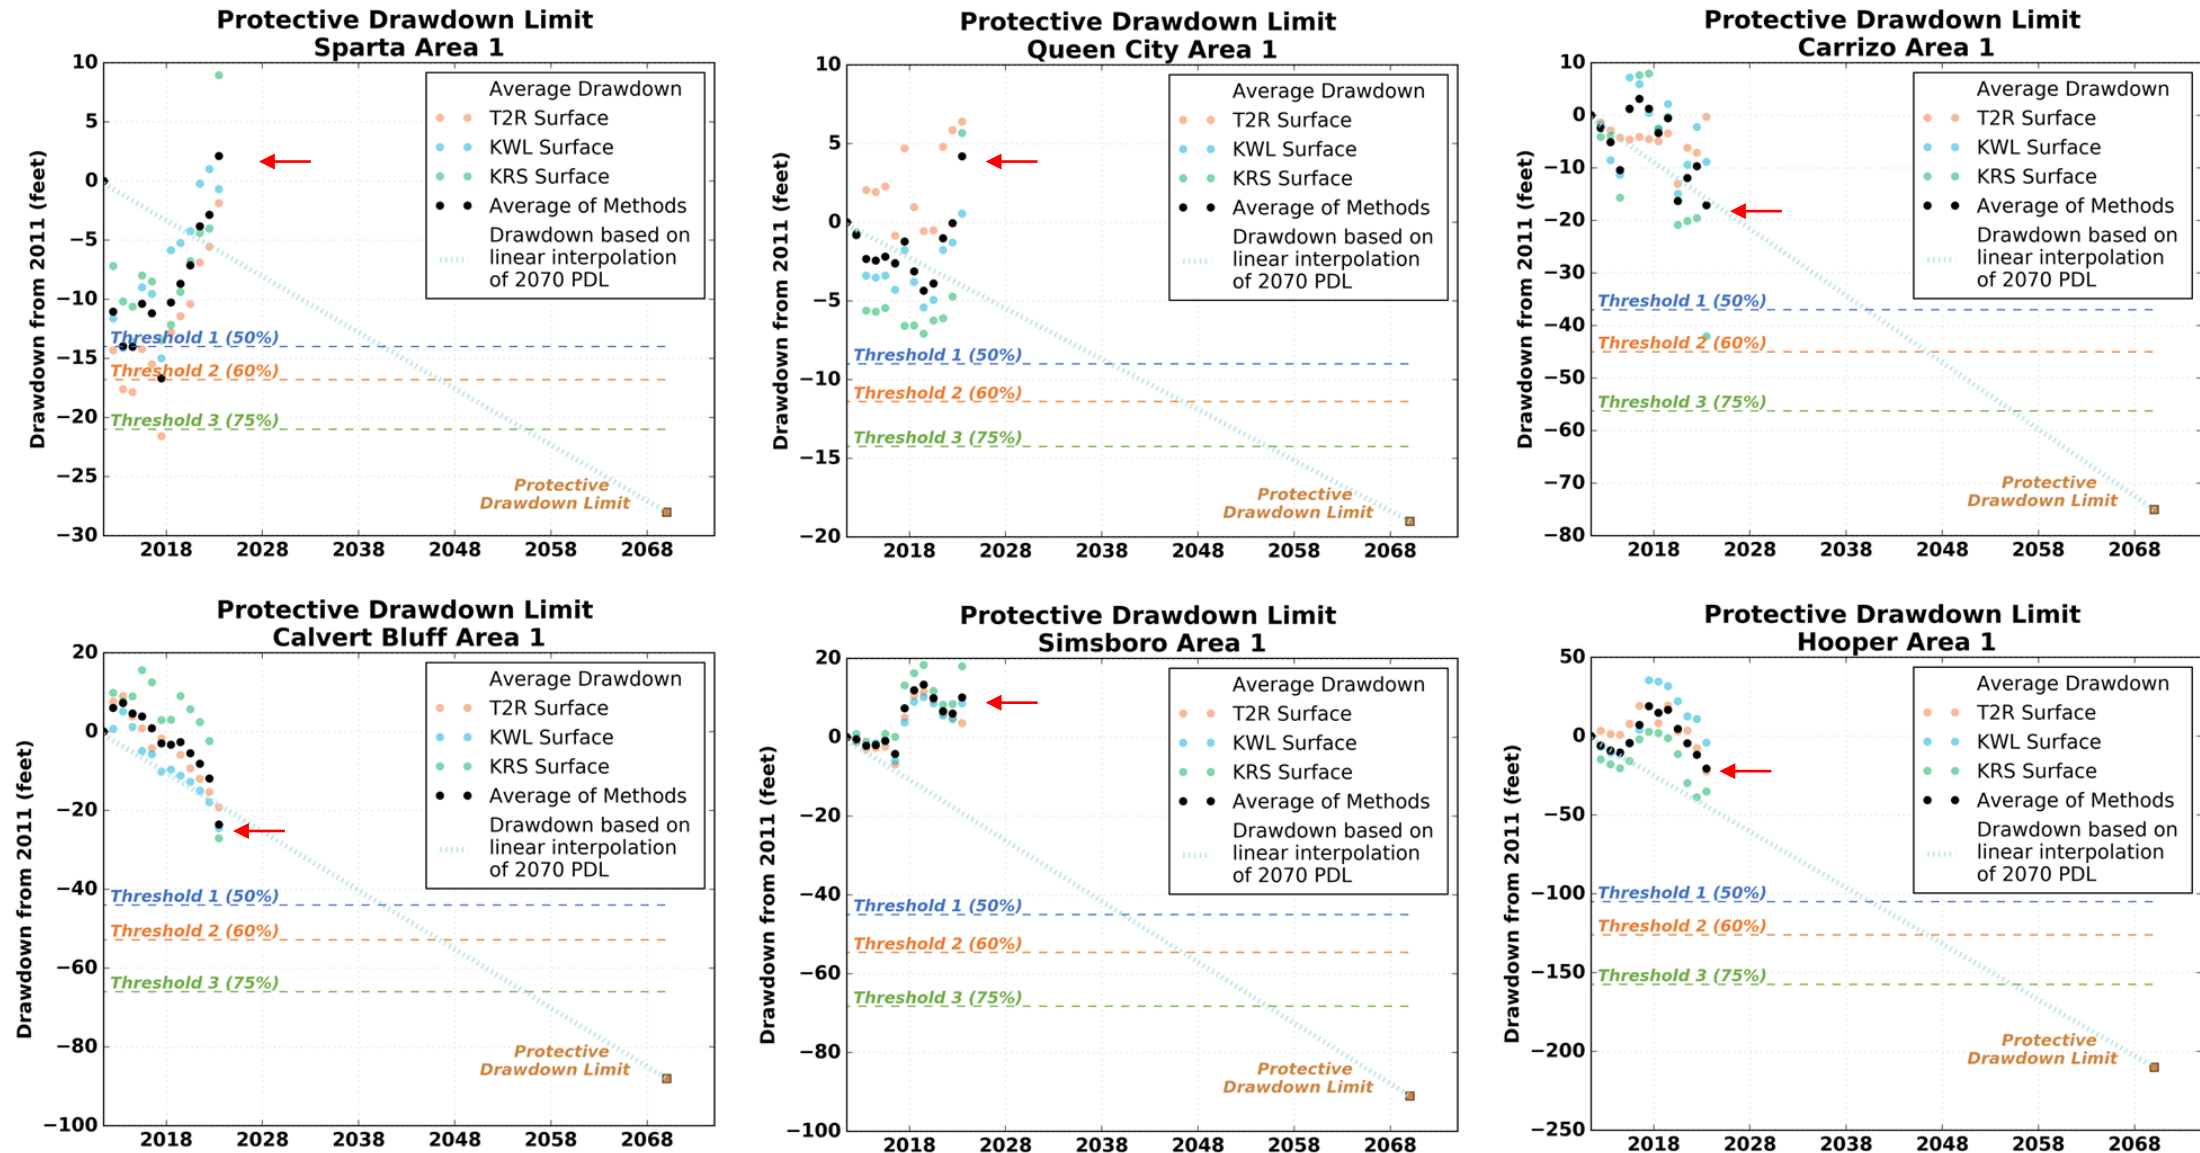 Protective Drawdown Limit
Sparta Area 1
Drawdown from 2011 (feet)
10
5
0
−5
−10
−15
−20
−25
−30
Average Drawdown
T2R Surface
KWL Surface
KRS Surface
Average of Methods
Drawdown based on
linear interpolation
of 2070 PDL
Threshold 1 (50%)
Threshold 2 (60%)
Threshold 3 (75%)
Protective
Drawdown Limit
2018 2028 2038 2048 2058 2068
Protective Drawdown Limit
Queen City Area 1
Drawdown from 2011 (feet)
10
5
0
−5
−10
−15
−20
Average Drawdown
T2R Surface
KWL Surface
KRS Surface
Average of Methods
Drawdown based on
linear interpolation
of 2070 PDL
Threshold 1 (50%)
Threshold 2 (60%)
Threshold 3 (75%)
Protective
Drawdown Limit
2018 2028 2038 2048 2058 2068
Protective Drawdown Limit
Carrizo Area 1
Drawdown from 2011 (feet)
10
0
−10
−20
−30
−40
−50
−60
−70
−80
Average Drawdown
T2R Surface
KWL Surface
KRS Surface
Average of Methods
Drawdown based on
linear interpolation
of 2070 PDL
Threshold 1 (50%)
Threshold 2 (60%)
Threshold 3 (75%)
Protective
Drawdown Limit
2018 2028 2038 2048 2058 2068
Protective Drawdown Limit
Calvert Bluff Area 1
Drawdown from 2011 (feet)
20
0
−20
−40
−60
−80
−100
Average Drawdown
T2R Surface
KWL Surface
KRS Surface
Average of Methods
Drawdown based on
linear interpolation
of 2070 PDL
Threshold 1 (50%)
Threshold 2 (60%)
Threshold 3 (75%)
Protective
Drawdown Limit
2018 2028 2038 2048 2058 2068
Protective Drawdown Limit
Simsboro Area 1
Drawdown from 2011 (feet)
20
0
−20
−40
−60
−80
−100
Average Drawdown
T2R Surface
KWL Surface
KRS Surface
Average of Methods
Drawdown based on
linear interpolation
of 2070 PDL
Threshold 1 (50%)
Threshold 2 (60%)
Threshold 3 (75%)
Protective
Drawdown Limit
2018 2028 2038 2048 2058 2068
Protective Drawdown Limit
Hooper Area 1
Drawdown from 2011 (feet)
50
0
−50
−100
−150
−200
−250
Average Drawdown
T2R Surface
KWL Surface
KRS Surface
Average of Methods
Drawdown based on
linear interpolation
of 2070 PDL
Threshold 1 (50%)
Threshold 2 (60%)
Threshold 3 (75%)
Protective
Drawdown Limit
2018 2028 2038 2048 2058 2068